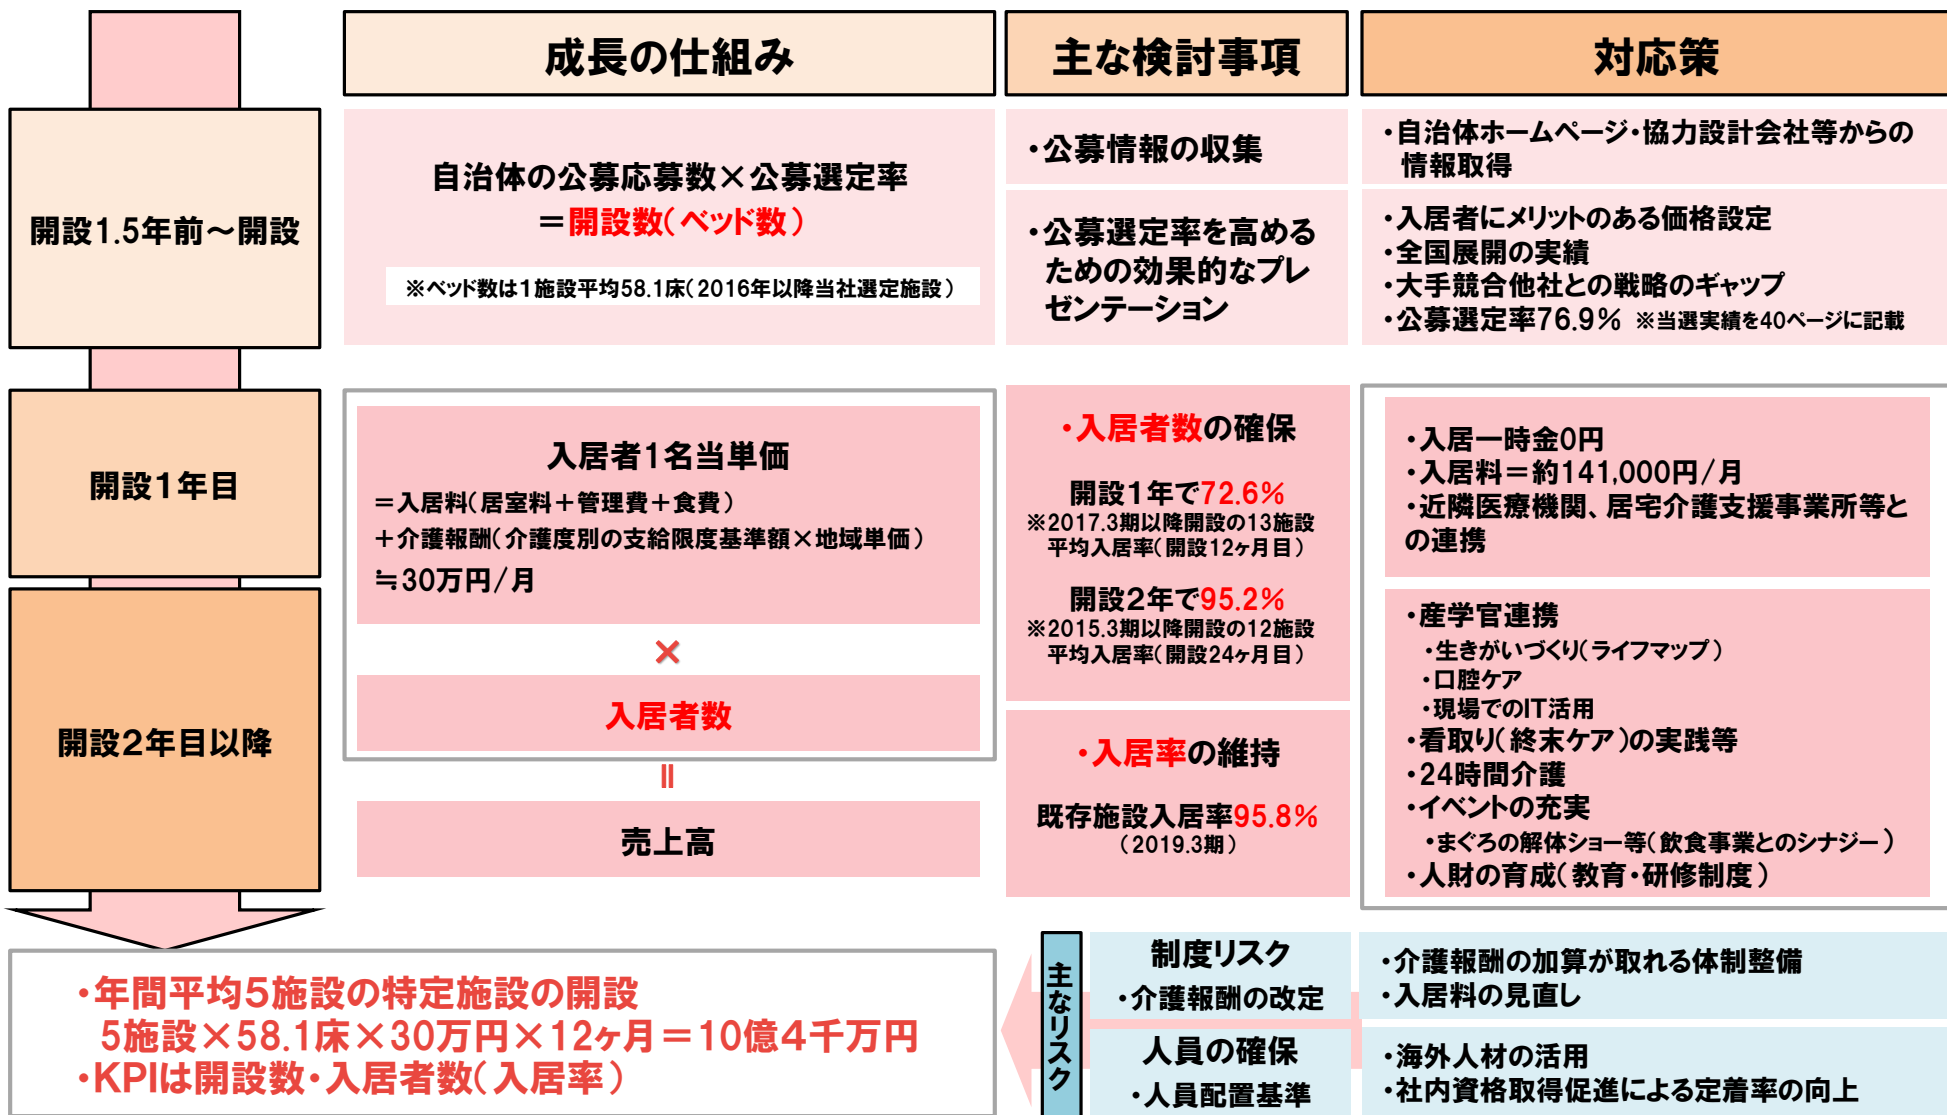 成長の仕組み
主な検討事項
対応策
開設1.5年前～開設
自治体の公募応募数×公募選定率
＝開設数(ベッド数)
※ベッド数は1施設平均58.1床(2016年以降当社選定施設)
・公募情報の収集
・公募選定率を高める
ための効果的なプレ
ゼンテーション
・自治体ホームページ・協力設計会社等からの
情報取得
・入居者にメリットのある価格設定
・全国展開の実績
・大手競合他社との戦略のギャップ
・公募選定率76.9% ※当選実績を40ページに記載
開設1年目
開設2年目以降
入居者1名当単価
＝入居料(居室料＋管理費＋食費)
＋介護報酬(介護度別の支給限度基準額×地域単価)
≒30万円/月
×
入居者数
＝
売上高
・入居者数の確保
開設1年で72.6%
※2017.3期以降開設の13施設
平均入居率(開設12ヶ月目)
開設2年で95.2%
※2015.3期以降開設の12施設
平均入居率(開設24ヶ月目)
・入居率の維持
既存施設入居率95.8%
(2019.3期)
・入居一時金0円
・入居料＝約141,000円/月
・近隣医療機関、居宅介護支援事業所等と
の連携
・産学官連携
・生きがいづくり(ライフマップ)
・口腔ケア
・現場でのIT活用
・看取り(終末ケア)の実践等
・24時間介護
・イベントの充実
・まぐろの解体ショー等(飲食事業とのシナジー)
・人財の育成(教育・研修制度)
・年間平均5施設の特定施設の開設
5施設×58.1床×30万円×12ヶ月＝10億4千万円
・KPIは開設数・入居者数(入居率)
主なリスク
制度リスク
・介護報酬の改定
人員の確保
・人員配置基準
・介護報酬の加算が取れる体制整備
・入居料の見直し
・海外人材の活用
・社内資格取得促進による定着率の向上